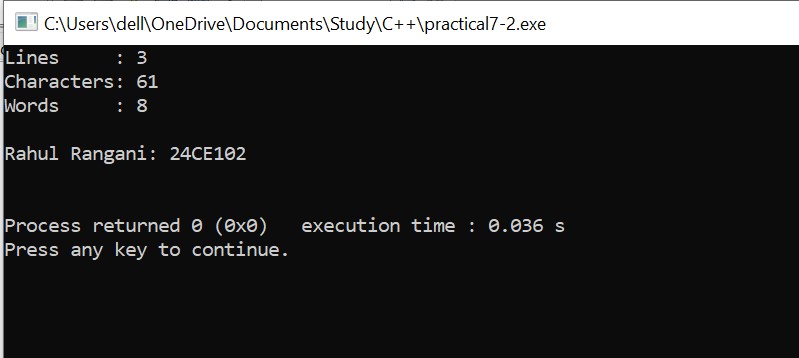 C:\Users\dell\OneDrive\Documents\Study\C++\practical7-2.exe
Lines     : 3
Characters: 61
Words     : 8
Rahul Rangani: 24CE102
Process returned 0 (0x0)   execution time : 0.036 s
Press any key to continue.